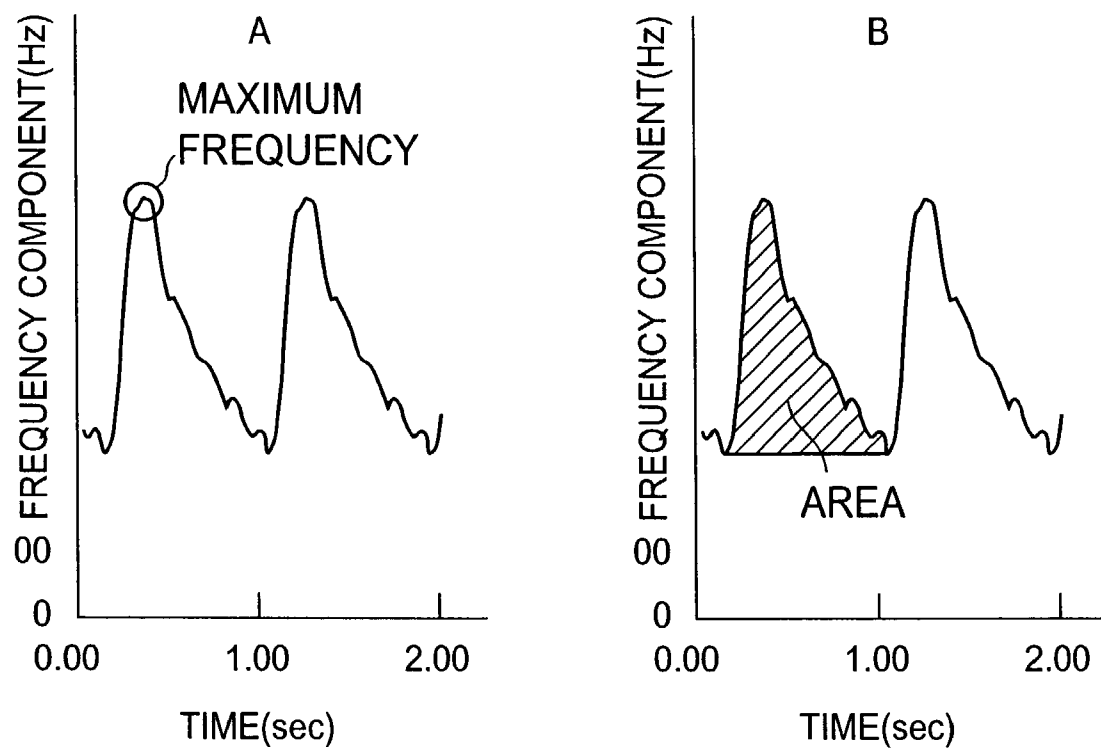 A
FREQUENCY COMPONENT(Hz)
MAXIMUM
FREQUENCY
00
0
0.00 1.00 2.00
TIME(sec)
B
FREQUENCY COMPONENT(Hz)
AREA
00
0
0.00 1.00 2.00
TIME(sec)